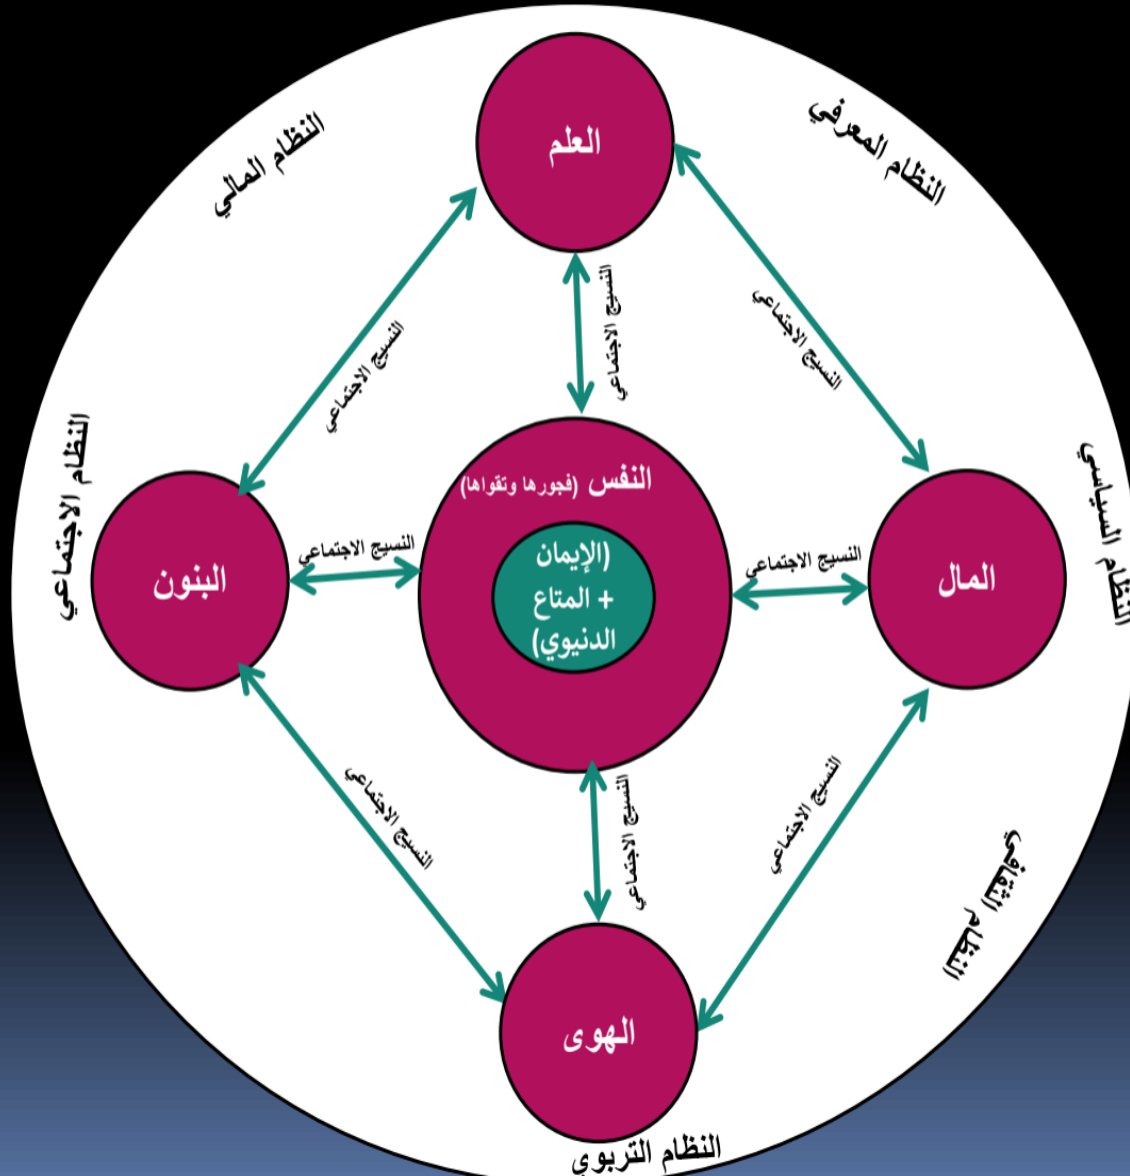 العلم
النظام المعرفي
النظام المالي
النسيج الاجتماعي
النسيج الاجتماعي
النسيج الاجتماعي
النظام السياسي
النظام الاجتماعي
النفس (فجورها وتقواها)
(الإيمان
+ المتاع
الدنيوي)
المال
النسيج الاجتماعي
النسيج الاجتماعي
البنون
النسيج الاجتماعي
النسيج الاجتماعي
النسيج الاجتماعي
النظام الثقافي
الهوى
النظام التربوي